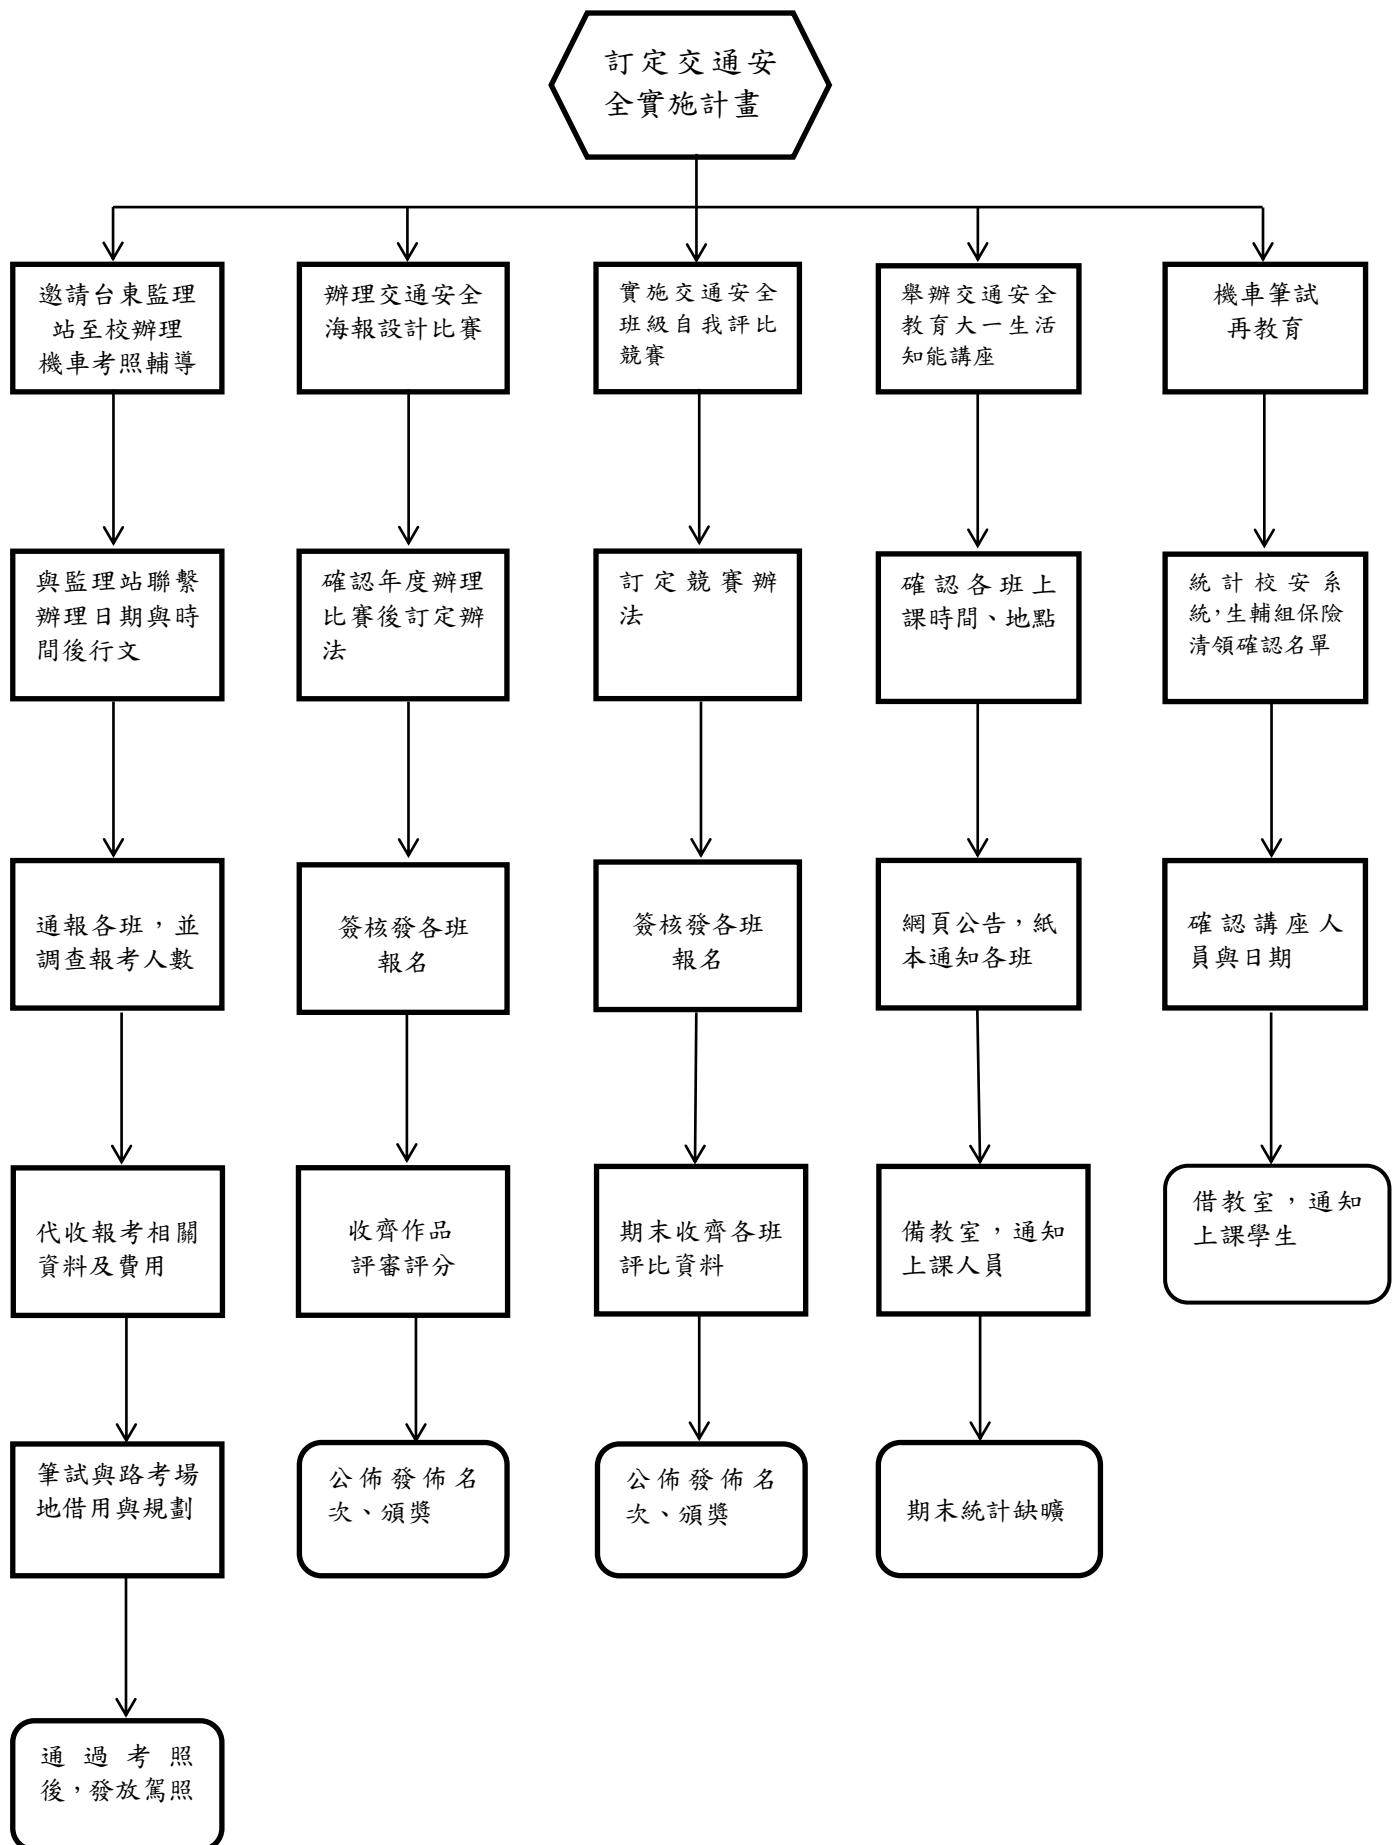 訂定交通安
全實施計畫
邀請台東監理
站至校辦理
機車考照輔導
辦理交通安全
海報設計比賽
實施交通安全
班級自我評比
競賽
舉辦交通安全
教育大一生活
知能講座
機車筆試
再教育
與監理站聯繫
辦理日期與時
間後行文
確認年度辦理
比賽後訂定辦
法
訂定競賽辦
法
確認各班上
課時間、地點
統計校安系
統,生輔組保險
清領確認名單
通報各班，並
調查報考人數
簽核發各班
報名
簽核發各班
報名
網頁公告，紙
本通知各班
確認講座人
員與日期
代收報考相關
資料及費用
收齊作品
評審評分
期末收齊各班
評比資料
備教室，通知
上課人員
借教室，通知
上課學生
筆試與路考場
地借用與規劃
公佈發佈名
次、頒獎
公佈發佈名
次、頒獎
期末統計缺曠
通過考照
後，發放駕照